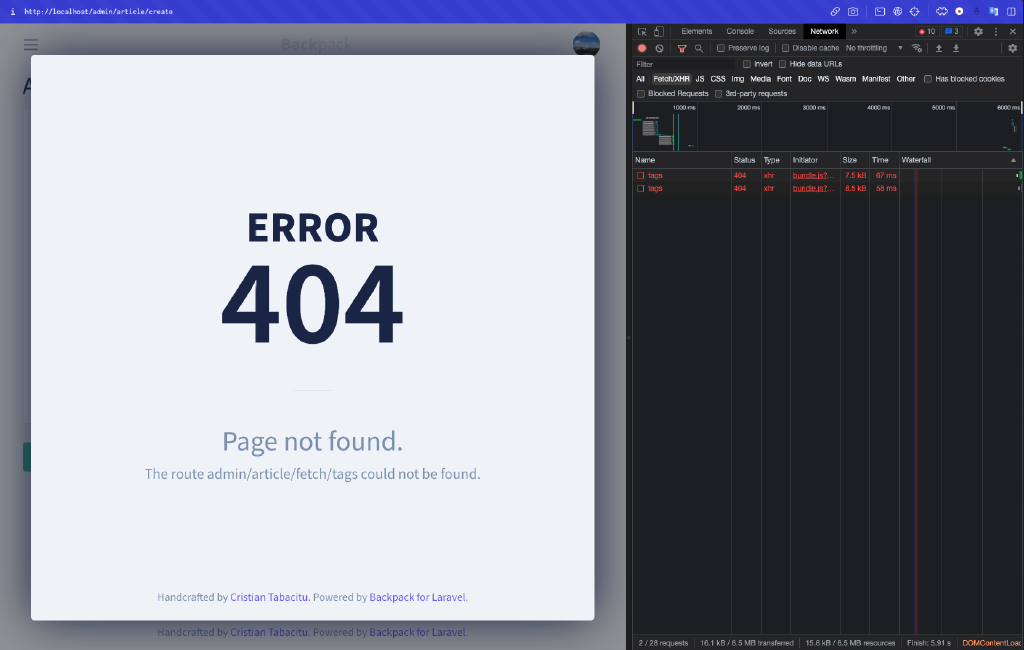 http://localhost/admin/article/create
Backpack
A
ERROR
404
Page not found.
The route admin/article/fetch/tags could not be found.
Handcrafted by Cristian Tabacitu. Powered by Backpack for Laravel.
Handcrafted by Cristian Tabacitu. Powered by Backpack for Laravel.
Elements Console Sources Network » 10 3
Preserve log Disable cache No throttling
Filter Invert Hide data URLs
All Fetch/XHR JS CSS Img Media Font Doc WS Wasm Manifest Other Has blocked cookies
Blocked Requests 3rd-party requests
1000 ms 2000 ms 3000 ms 4000 ms 5000 ms 6000 ms
Name Status Type Initiator Size Time Waterfall
tags 404 xhr bundle.js?... 7.5 kB 67 ms
tags 404 xhr bundle.js?... 8.5 kB 58 ms
2 / 28 requests 16.1 kB / 6.5 MB transferred 15.6 kB / 6.5 MB resources Finish: 5.91 s DOMContentLoad